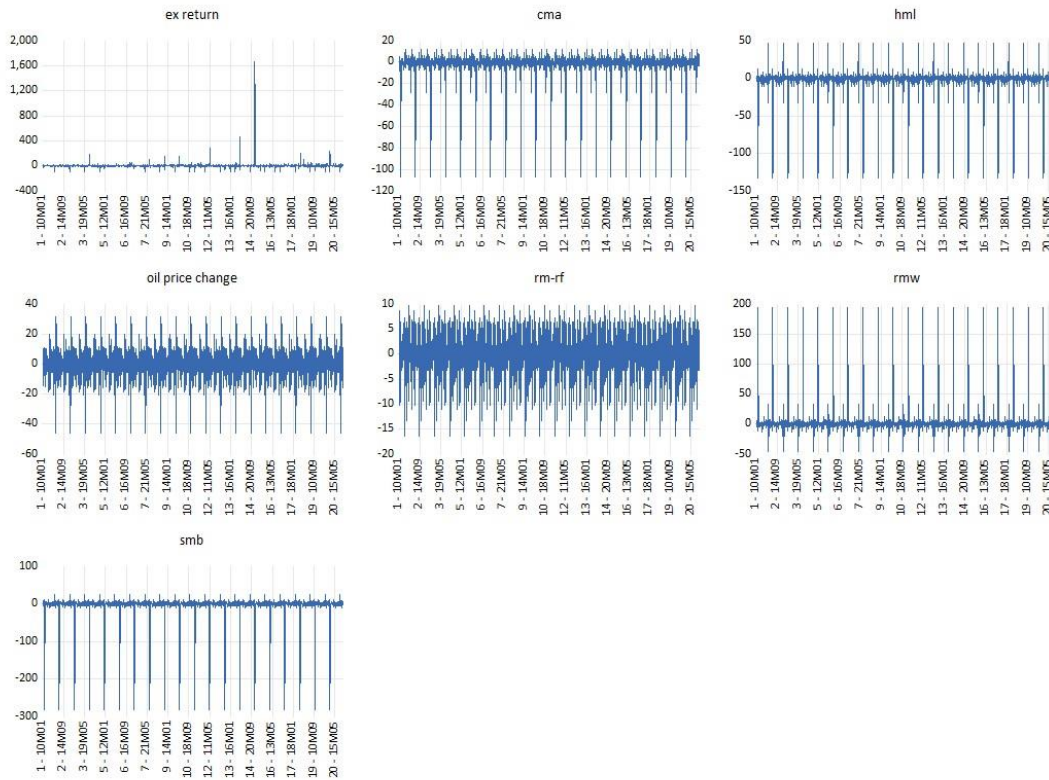 ex return
2,000
1,600
1,200
800
400
0
-400
1 - 10M01
2 - 14M09
3 - 19M05
5 - 12M01
6 - 16M09
7 - 21M05
9 - 14M01
10 - 18M09
12 - 11M05
13 - 16M01
14 - 20M09
16 - 13M05
17 - 18M01
19 - 10M09
20 - 15M05
cma
20
0
-20
-40
-60
-80
-100
-120
1 - 10M01
2 - 14M09
3 - 19M05
5 - 12M01
6 - 16M09
7 - 21M05
9 - 14M01
10 - 18M09
12 - 11M05
13 - 16M01
14 - 20M09
16 - 13M05
17 - 18M01
19 - 10M09
20 - 15M05
hml
50
0
-50
-100
-150
1 - 10M01
2 - 14M09
3 - 19M05
5 - 12M01
6 - 16M09
7 - 21M05
9 - 14M01
10 - 18M09
12 - 11M05
13 - 16M01
14 - 20M09
16 - 13M05
17 - 18M01
19 - 10M09
20 - 15M05
oil price change
40
20
0
-20
-40
-60
1 - 10M01
2 - 14M09
3 - 19M05
5 - 12M01
6 - 16M09
7 - 21M05
9 - 14M01
10 - 18M09
12 - 11M05
13 - 16M01
14 - 20M09
16 - 13M05
17 - 18M01
19 - 10M09
20 - 15M05
rm-rf
10
5
0
-5
-10
-15
-20
1 - 10M01
2 - 14M09
3 - 19M05
5 - 12M01
6 - 16M09
7 - 21M05
9 - 14M01
10 - 18M09
12 - 11M05
13 - 16M01
14 - 20M09
16 - 13M05
17 - 18M01
19 - 10M09
20 - 15M05
rmw
200
150
100
50
0
-50
1 - 10M01
2 - 14M09
3 - 19M05
5 - 12M01
6 - 16M09
7 - 21M05
9 - 14M01
10 - 18M09
12 - 11M05
13 - 16M01
14 - 20M09
16 - 13M05
17 - 18M01
19 - 10M09
20 - 15M05
smb
100
0
-100
-200
-300
1 - 10M01
2 - 14M09
3 - 19M05
5 - 12M01
6 - 16M09
7 - 21M05
9 - 14M01
10 - 18M09
12 - 11M05
13 - 16M01
14 - 20M09
16 - 13M05
17 - 18M01
19 - 10M09
20 - 15M05